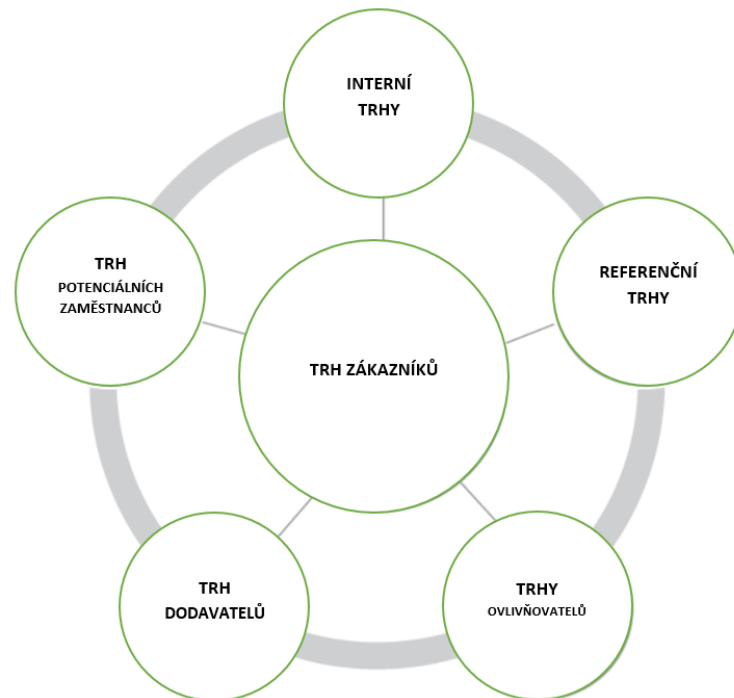 INTERNÍ
TRHY
TRH
POTENCIÁLNÍCH
ZAMĚSTNANCŮ
REFERENČNÍ
TRHY
TRH ZÁKAZNÍKŮ
TRH
DODAVATELŮ
TRHY
OVLIVŇOVATELŮ